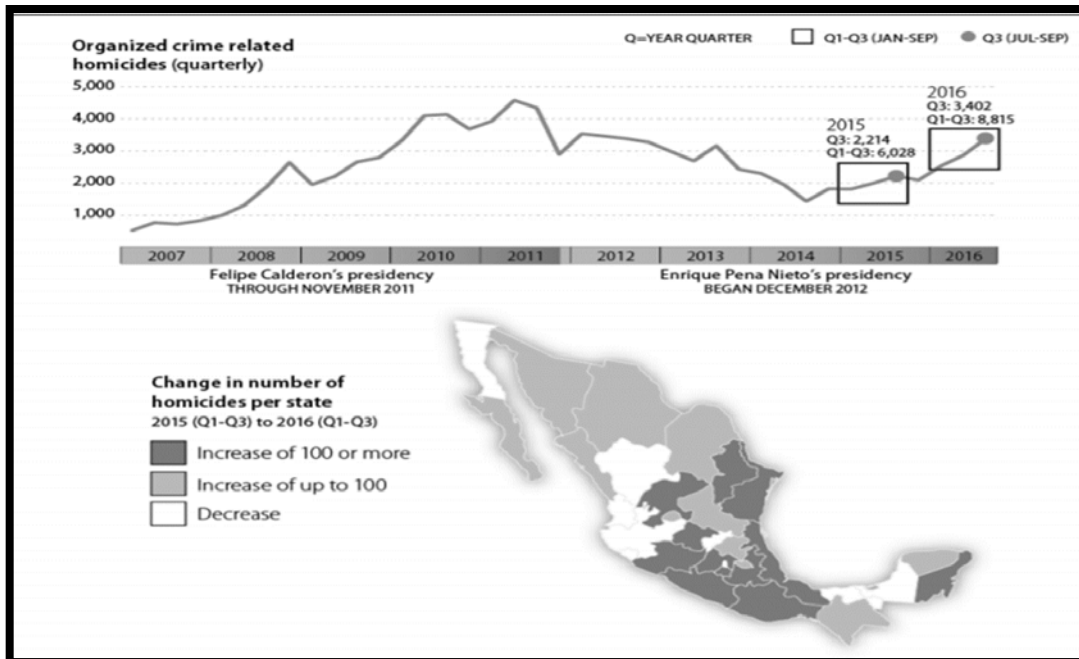 Organized crime related
homicides (quarterly)
Q=YEAR QUARTER
Q1-Q3 (JAN-SEP)
Q3 (JUL-SEP)
5,000
4,000
3,000
2,000
1,000
2015
Q3: 2,214
Q1-Q3: 6,028
2016
Q3: 3,402
Q1-Q3: 8,815
2007 2008 2009 2010 2011 2012 2013 2014 2015 2016
Felipe Calderon's presidency
THROUGH NOVEMBER 2011
Enrique Pena Nieto's presidency
BEGAN DECEMBER 2012
Change in number of
homicides per state
2015 (Q1-Q3) to 2016 (Q1-Q3)
Increase of 100 or more
Increase of up to 100
Decrease